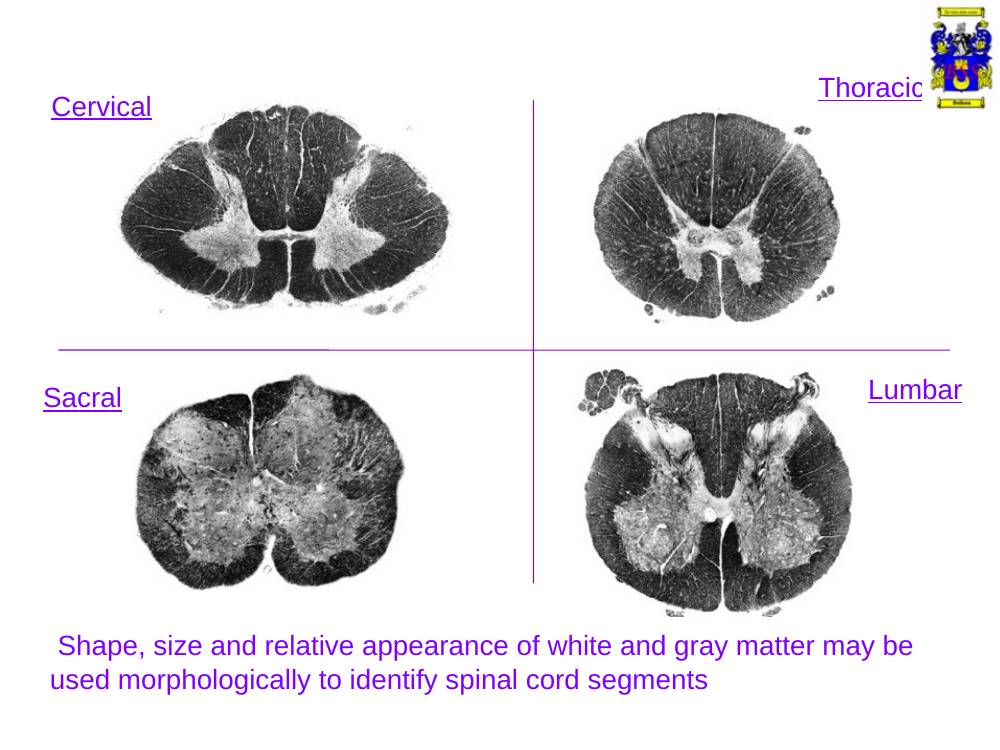 Thoracic
Cervical
Sacral
Lumbar
Shape, size and relative appearance of white and gray matter may be
used morphologically to identify spinal cord segments